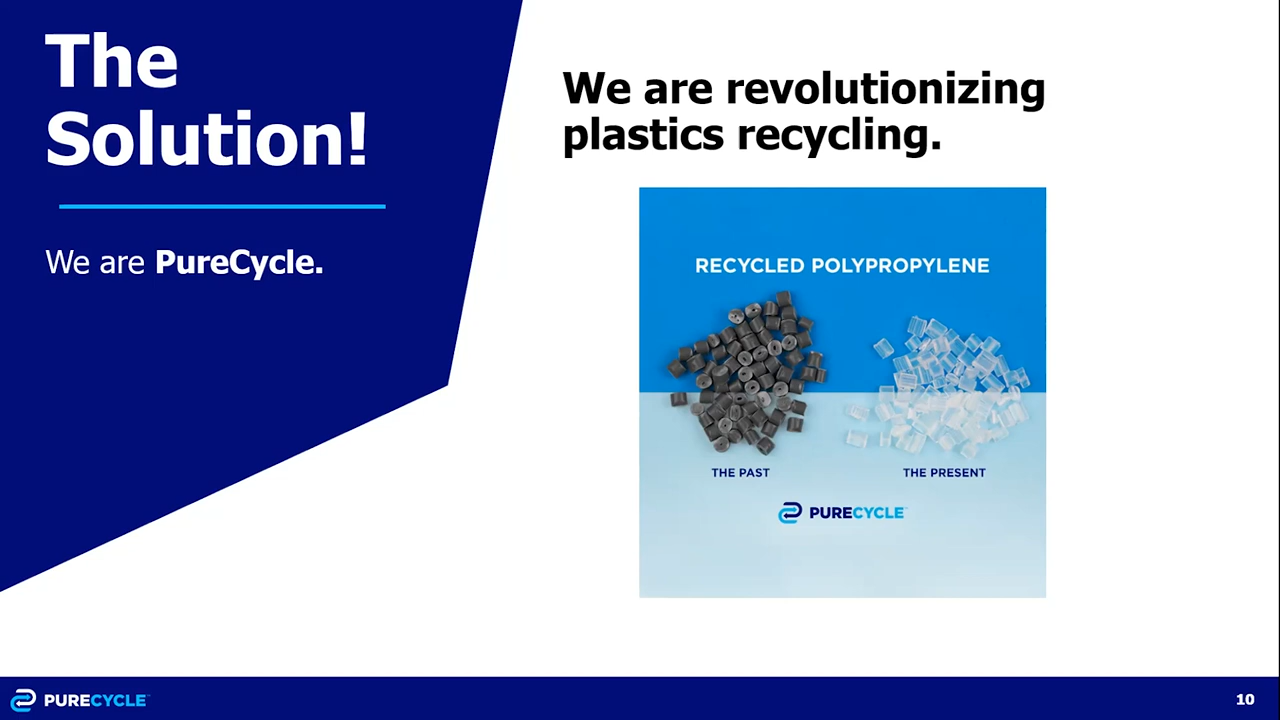 The
Solution!
We are PureCycle.
We are revolutionizing
plastics recycling.
RECYCLED POLYPROPYLENE
THE PAST
THE PRESENT
PURECYCLE
PURECYCLE
10